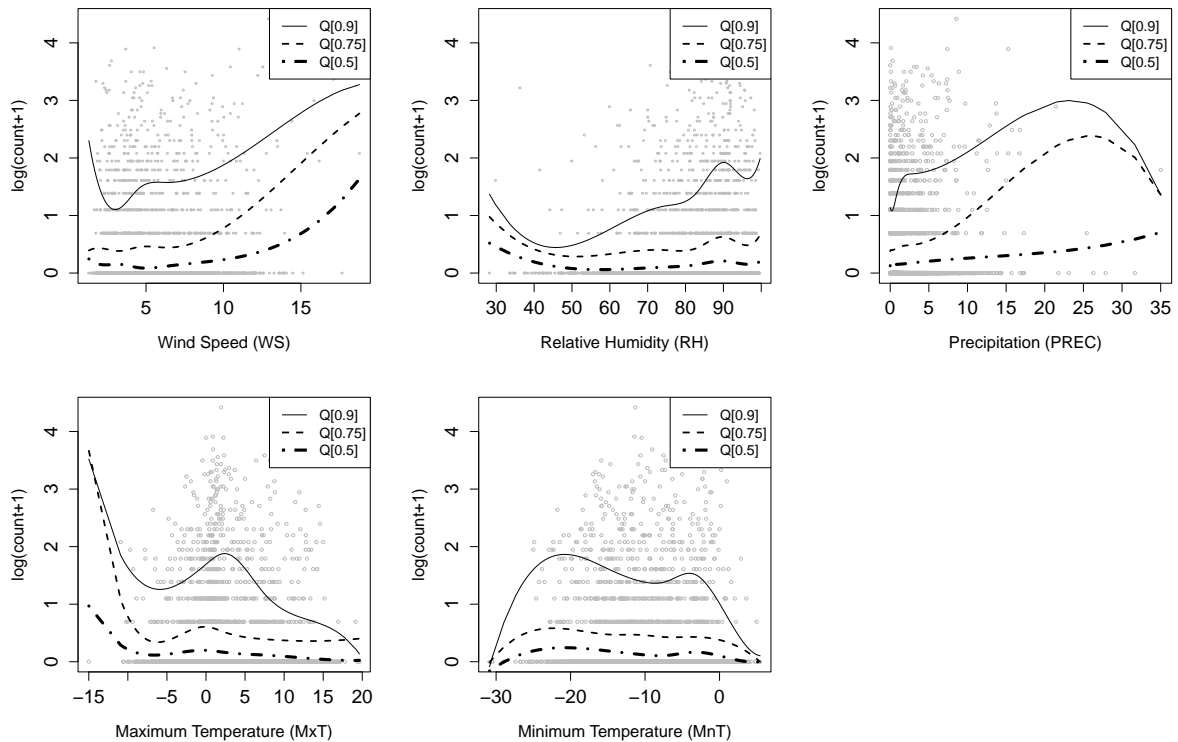 Q[0.9]
Q[0.75]
Q[0.5]
log(count+1)
0 1 2 3 4
5 10 15
Wind Speed (WS)
Q[0.9]
Q[0.75]
Q[0.5]
log(count+1)
0 1 2 3 4
30 40 50 60 70 80 90
Relative Humidity (RH)
Q[0.9]
Q[0.75]
Q[0.5]
log(count+1)
0 1 2 3 4
0 5 10 15 20 25 30 35
Precipitation (PREC)
Q[0.9]
Q[0.75]
Q[0.5]
log(count+1)
0 1 2 3 4
−15 −5 0 5 10 15 20
Maximum Temperature (MxT)
Q[0.9]
Q[0.75]
Q[0.5]
log(count+1)
0 1 2 3 4
−30 −20 −10 0
Minimum Temperature (MnT)